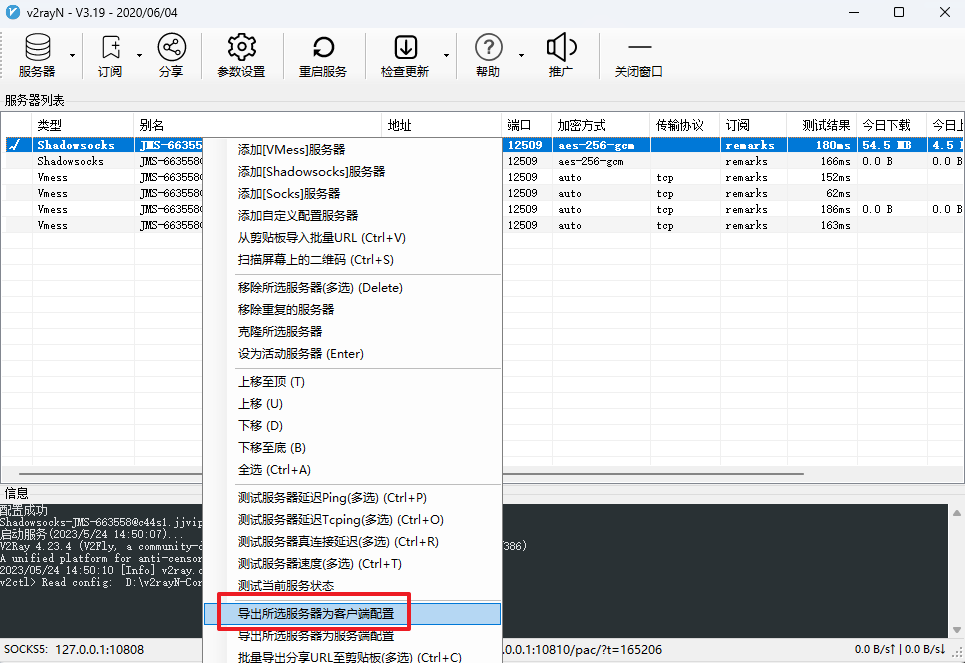 v2rayN - V3.19 - 2020/06/04
服务器 订阅 分享 参数设置 重启服务 检查更新 帮助 推广 关闭窗口
服务器列表
类型 别名 地址 端口 加密方式 传输协议 订阅 测试结果 今日下载 今日上
Shadowsocks JMS-66355 12509 aes-256-gcm remarks 180ms 54.5 MB 4.5
Shadowsocks JMS-663558 12509 aes-256-gcm remarks 166ms 0.0 B 0.0 B
Vmess JMS-663558 12509 auto tcp remarks 152ms
Vmess JMS-663558 12509 auto tcp remarks 62ms
Vmess JMS-663558 12509 auto tcp remarks 186ms 0.0 B 0.0 B
Vmess JMS-663558 12509 auto tcp remarks 163ms
添加[VMess]服务器
添加[Shadowsocks]服务器
添加[Socks]服务器
添加自定义配置服务器
从剪贴板导入批量URL (Ctrl+V)
扫描屏幕上的二维码 (Ctrl+S)
移除所选服务器(多选) (Delete)
移除重复的服务器
克隆所选服务器
设为活动服务器 (Enter)
上移至顶 (T)
上移 (U)
下移 (D)
下移至底 (B)
全选 (Ctrl+A)
测试服务器延迟Ping(多选) (Ctrl+P)
测试服务器延迟Tcping(多选) (Ctrl+O)
测试服务器真连接延迟(多选) (Ctrl+R)
测试服务器速度(多选) (Ctrl+T)
测试当前服务状态
导出所选服务器为客户端配置
导出所选服务器为服务端配置
批量导出分享URL至剪贴板(多选) (Ctrl+C)
信息
配置成功
Shadowsocks-JMS-663558@c44s1.jjvip
启动服务(2023/5/24 14:50:07)...
V2Ray 4.23.4 (V2Fly, a community-d 386)
A unified platform for anti-censor
2023/05/24 14:50:10 [Info] v2ray.c
v2ctl> Read config: D:\v2rayN-Cor
SOCKS5: 127.0.0.1:10808 .0.0.1:10810/pac/?t=165206 0.0 B/s↑ | 0.0 B/s↓